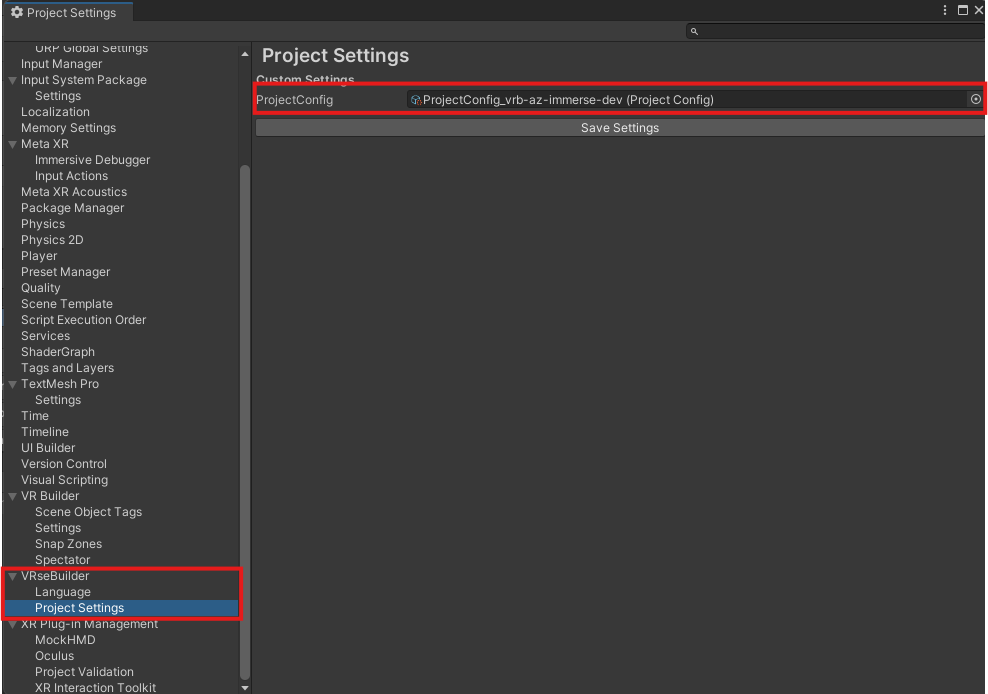 Project Settings
URP Global Settings
Input Manager
Input System Package
Settings
Localization
Memory Settings
Meta XR
Immersive Debugger
Input Actions
Meta XR Acoustics
Package Manager
Physics
Physics 2D
Player
Preset Manager
Quality
Scene Template
Script Execution Order
Services
ShaderGraph
Tags and Layers
TextMesh Pro
Settings
Time
Timeline
UI Builder
Version Control
Visual Scripting
VR Builder
Scene Object Tags
Settings
Snap Zones
Spectator
VRseBuilder
Language
Project Settings
XR Plug-in Management
MockHMD
Oculus
Project Validation
XR Interaction Toolkit
Project Settings
Custom Settings
ProjectConfig ProjectConfig_vrb-az-immerse-dev (Project Config)
Save Settings